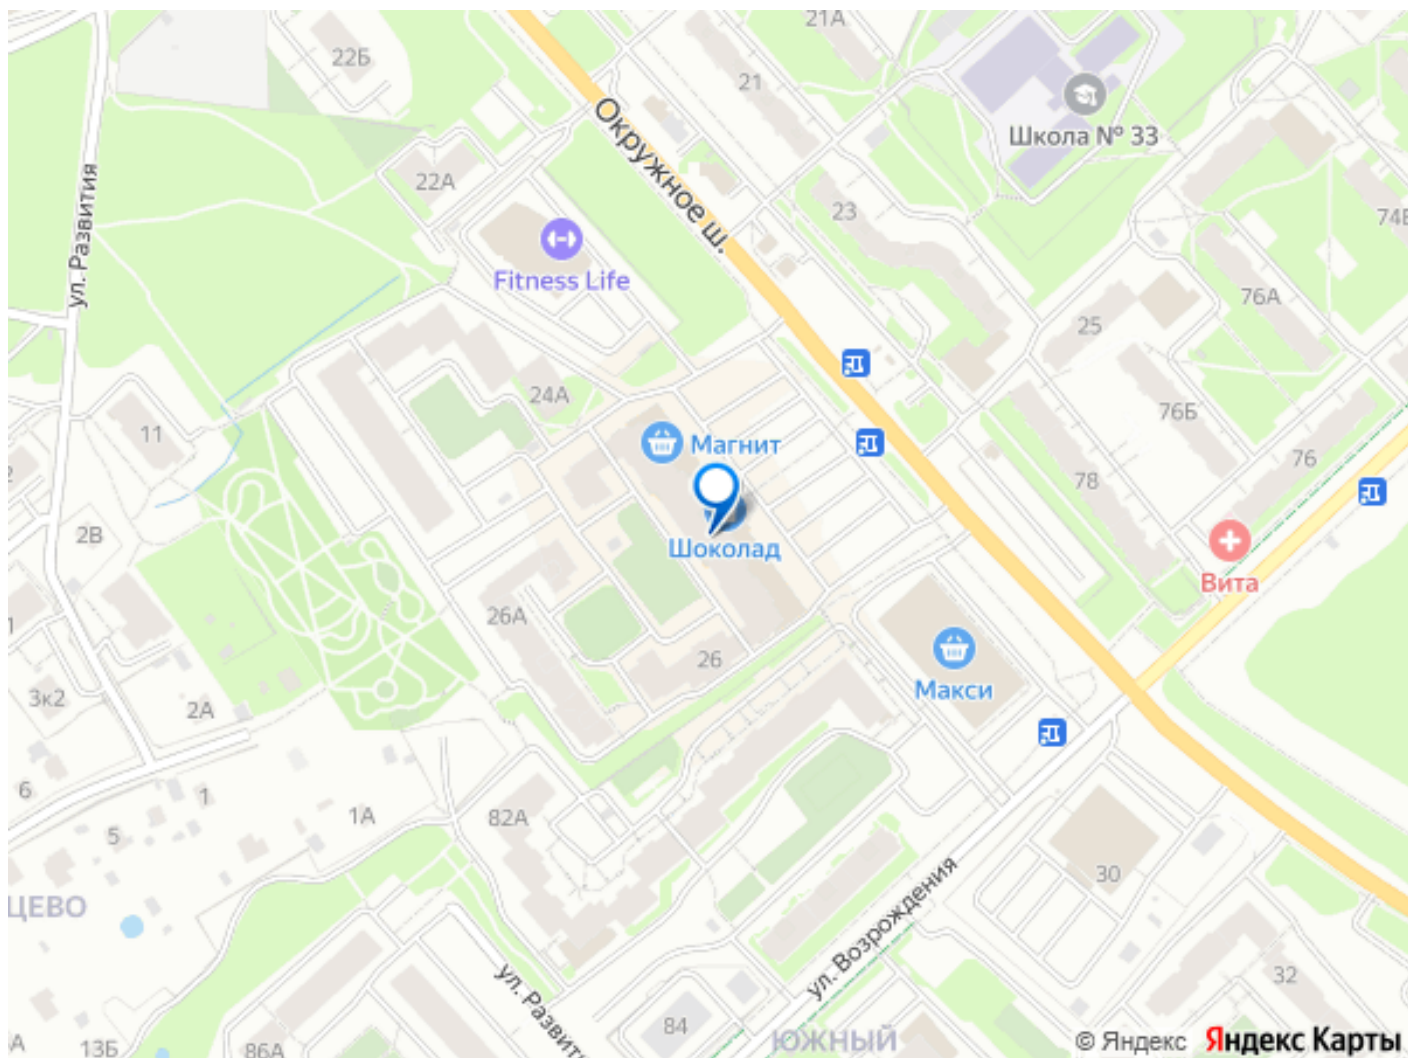 21А
22Б
21
Окружное ш.
Школа № 33
ул. Развития
22А
23
74Б
Fitness Life
76А
25
24А
76Б
11
Магнит
76
78
2В
Шоколад
Вита
26А
26
3к2
2А
Макси
6
1
1А
82А
5
30
ЦЕВО
ул. Возрождения
32
ул. Развит
84
ЮЖНЫЙ
13Б
86А
© Яндекс Яндекс Карты